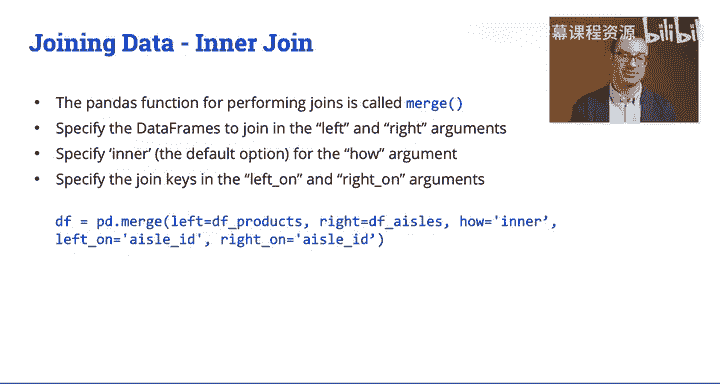 Joining Data - Inner Join
幕课程资源 bilibil
• The pandas function for performing joins is called merge()
• Specify the DataFrames to join in the “left” and “right” arguments
• Specify ‘inner’ (the default option) for the “how” argument
• Specify the join keys in the “left_on” and “right_on” arguments
df = pd.merge(left=df_products, right=df_aisles, how='inner’,
left_on='aisle_id', right_on='aisle_id’)